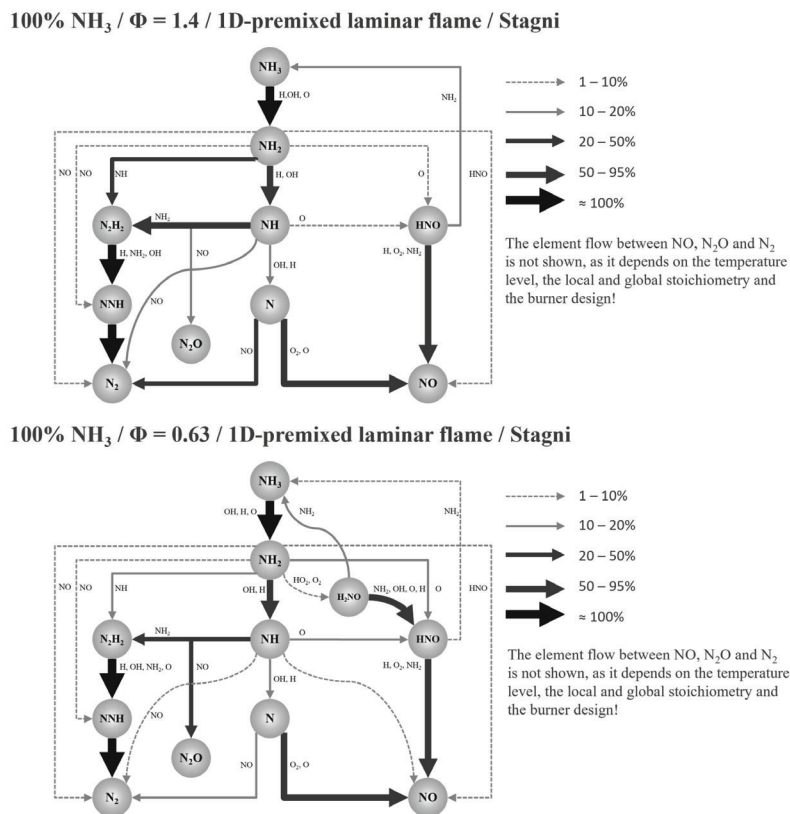 100% NH₃ / Φ = 1.4 / 1D-premixed laminar flame / Stagni
NH₃
H,OH, O
NH₂
NH₂
NO
NO
NH
H, OH
O
HNO
N₂H₂
NH₂
NH
O
HNO
H, NH₂, OH
NO
OH, H
H, O₂, NH₂
NNH
NO
N
N₂O
NO
O₂, O
N₂
NO
1 – 10%
10 – 20%
20 – 50%
50 – 95%
≈ 100%
The element flow between NO, N₂O and N₂
is not shown, as it depends on the temperature
level, the local and global stoichiometry and
the burner design!
100% NH₃ / Φ = 0.63 / 1D-premixed laminar flame / Stagni
NH₃
OH, H, O
NH₂
NH₂
NH₂
HO₂, O₂
NO
NO
NH
OH, H
H₂NO
NH₂, OH, O, H
O
HNO
N₂H₂
NH₂
NH
O
HNO
H, OH, NH₂, O
NO
OH, H
H, O₂, NH₂
NNH
NO
N
N₂O
NO
O₂, O
N₂
NO
1 – 10%
10 – 20%
20 – 50%
50 – 95%
≈ 100%
The element flow between NO, N₂O and N₂
is not shown, as it depends on the temperature
level, the local and global stoichiometry and
the burner design!